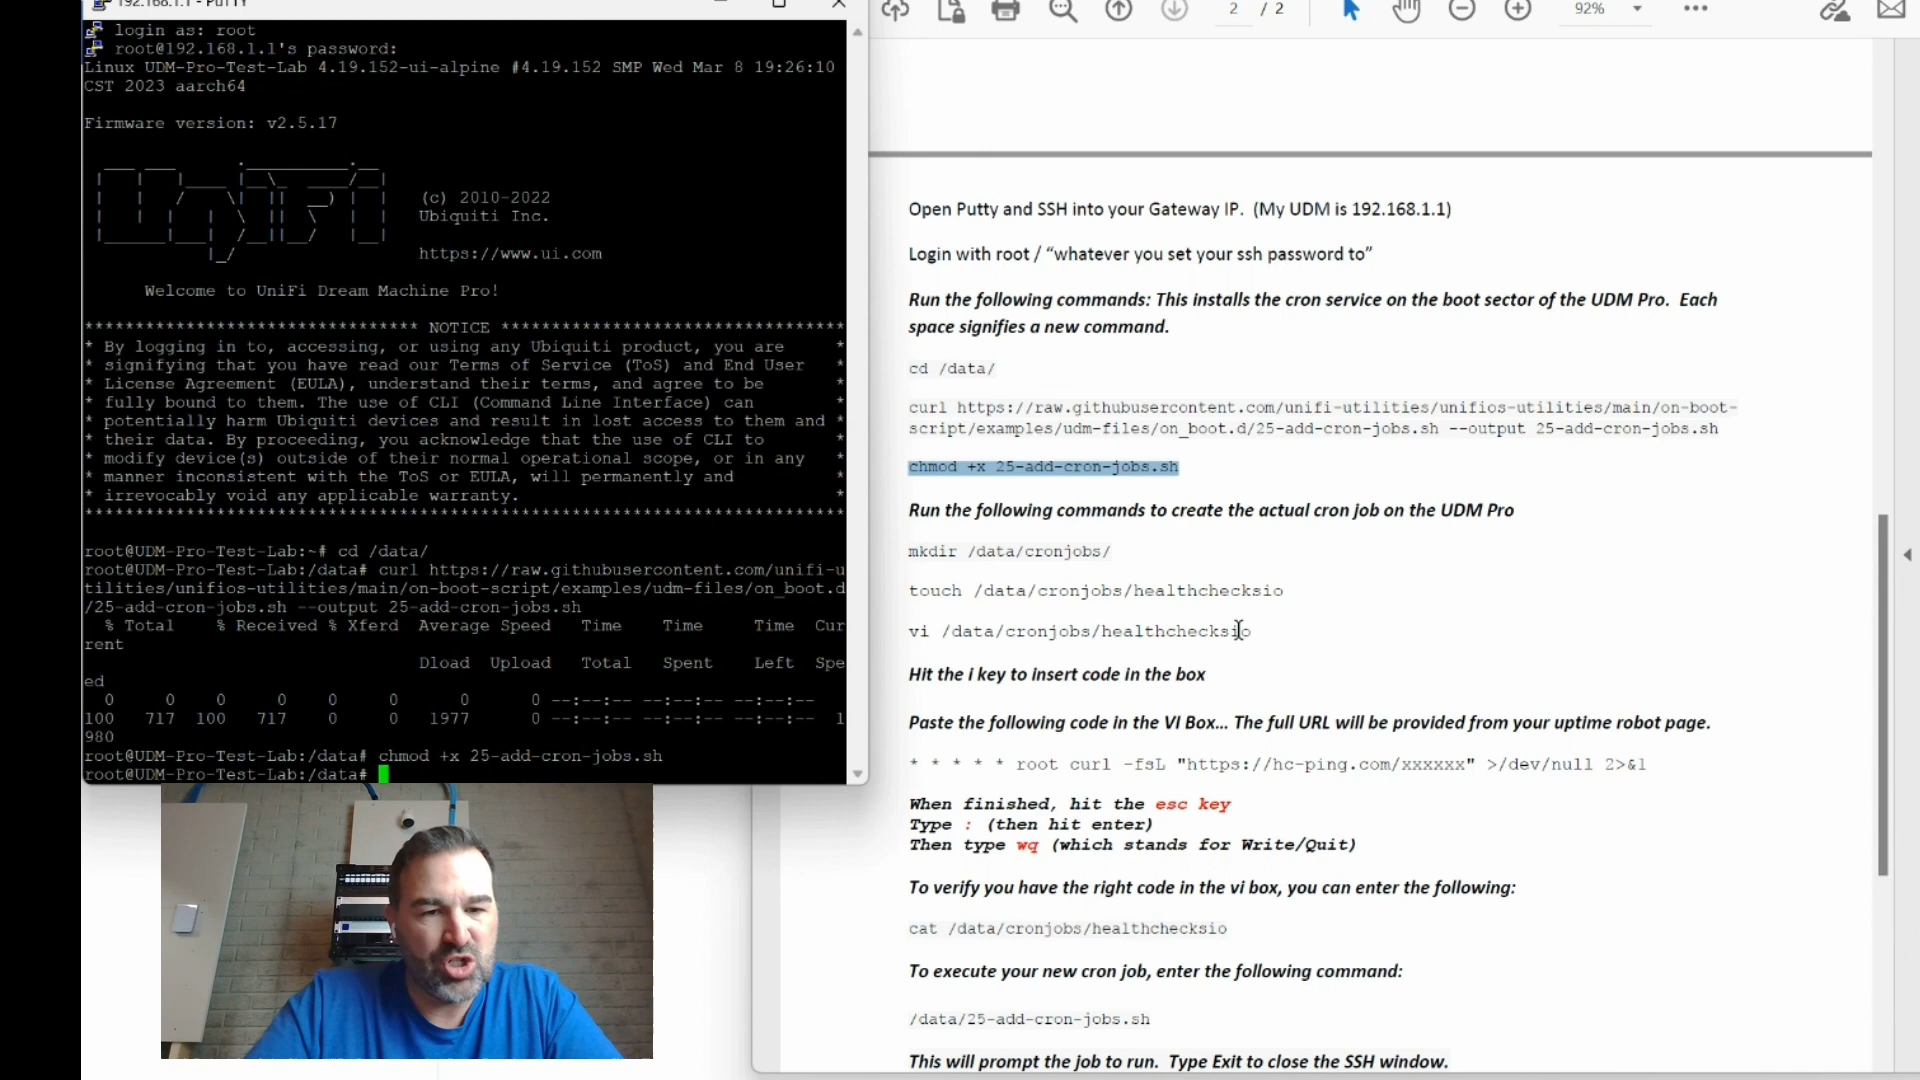 192.168.1.1 - PuTTY
login as: root
root@192.168.1.1's password:
Linux UDM-Pro-Test-Lab 4.19.152-ui-alpine #4.19.152 SMP Wed Mar 8 19:26:10
CST 2023 aarch64
Firmware version: v2.5.17
UniFi
(c) 2010-2022
Ubiquiti Inc.
https://www.ui.com
Welcome to UniFi Dream Machine Pro!
********************************* NOTICE **********************************
* By logging in to, accessing, or using any Ubiquiti product, you are *
* signifying that you have read our Terms of Service (ToS) and End User *
* License Agreement (EULA), understand their terms, and agree to be *
* fully bound to them. The use of CLI (Command Line Interface) can *
* potentially harm Ubiquiti devices and result in lost access to them and *
* their data. By proceeding, you acknowledge that the use of CLI to *
* modify device(s) outside of their normal operational scope, or in any *
* manner inconsistent with the ToS or EULA, will permanently and *
* irrevocably void any applicable warranty. *
***************************************************************************
root@UDM-Pro-Test-Lab:~# cd /data/
root@UDM-Pro-Test-Lab:/data# curl https://raw.githubusercontent.com/unifi-u
tilities/unifios-utilities/main/on-boot-script/examples/udm-files/on_boot.d
/25-add-cron-jobs.sh --output 25-add-cron-jobs.sh
% Total % Received % Xferd Average Speed Time Time Time Cur
rent
Dload Upload Total Spent Left Spe
ed
0 0 0 0 0 0 0 0 --:--:-- --:--:-- --:--:--
100 717 100 717 0 0 1977 0 --:--:-- --:--:-- --:--:-- 1
980
root@UDM-Pro-Test-Lab:/data# chmod +x 25-add-cron-jobs.sh
root@UDM-Pro-Test-Lab:/data#
2 / 2
92%
Open Putty and SSH into your Gateway IP. (My UDM is 192.168.1.1)
Login with root / “whatever you set your ssh password to”
Run the following commands: This installs the cron service on the boot sector of the UDM Pro. Each
space signifies a new command.
cd /data/
curl https://raw.githubusercontent.com/unifi-utilities/unifios-utilities/main/on-boot-
script/examples/udm-files/on_boot.d/25-add-cron-jobs.sh --output 25-add-cron-jobs.sh
chmod +x 25-add-cron-jobs.sh
Run the following commands to create the actual cron job on the UDM Pro
mkdir /data/cronjobs/
touch /data/cronjobs/healthchecksio
vi /data/cronjobs/healthchecksio
Hit the i key to insert code in the box
Paste the following code in the VI Box... The full URL will be provided from your uptime robot page.
* * * * * root curl -fsL "https://hc-ping.com/xxxxxx" >/dev/null 2>&1
When finished, hit the esc key
Type : (then hit enter)
Then type wq (which stands for Write/Quit)
To verify you have the right code in the vi box, you can enter the following:
cat /data/cronjobs/healthchecksio
To execute your new cron job, enter the following command:
/data/25-add-cron-jobs.sh
This will prompt the job to run. Type Exit to close the SSH window.